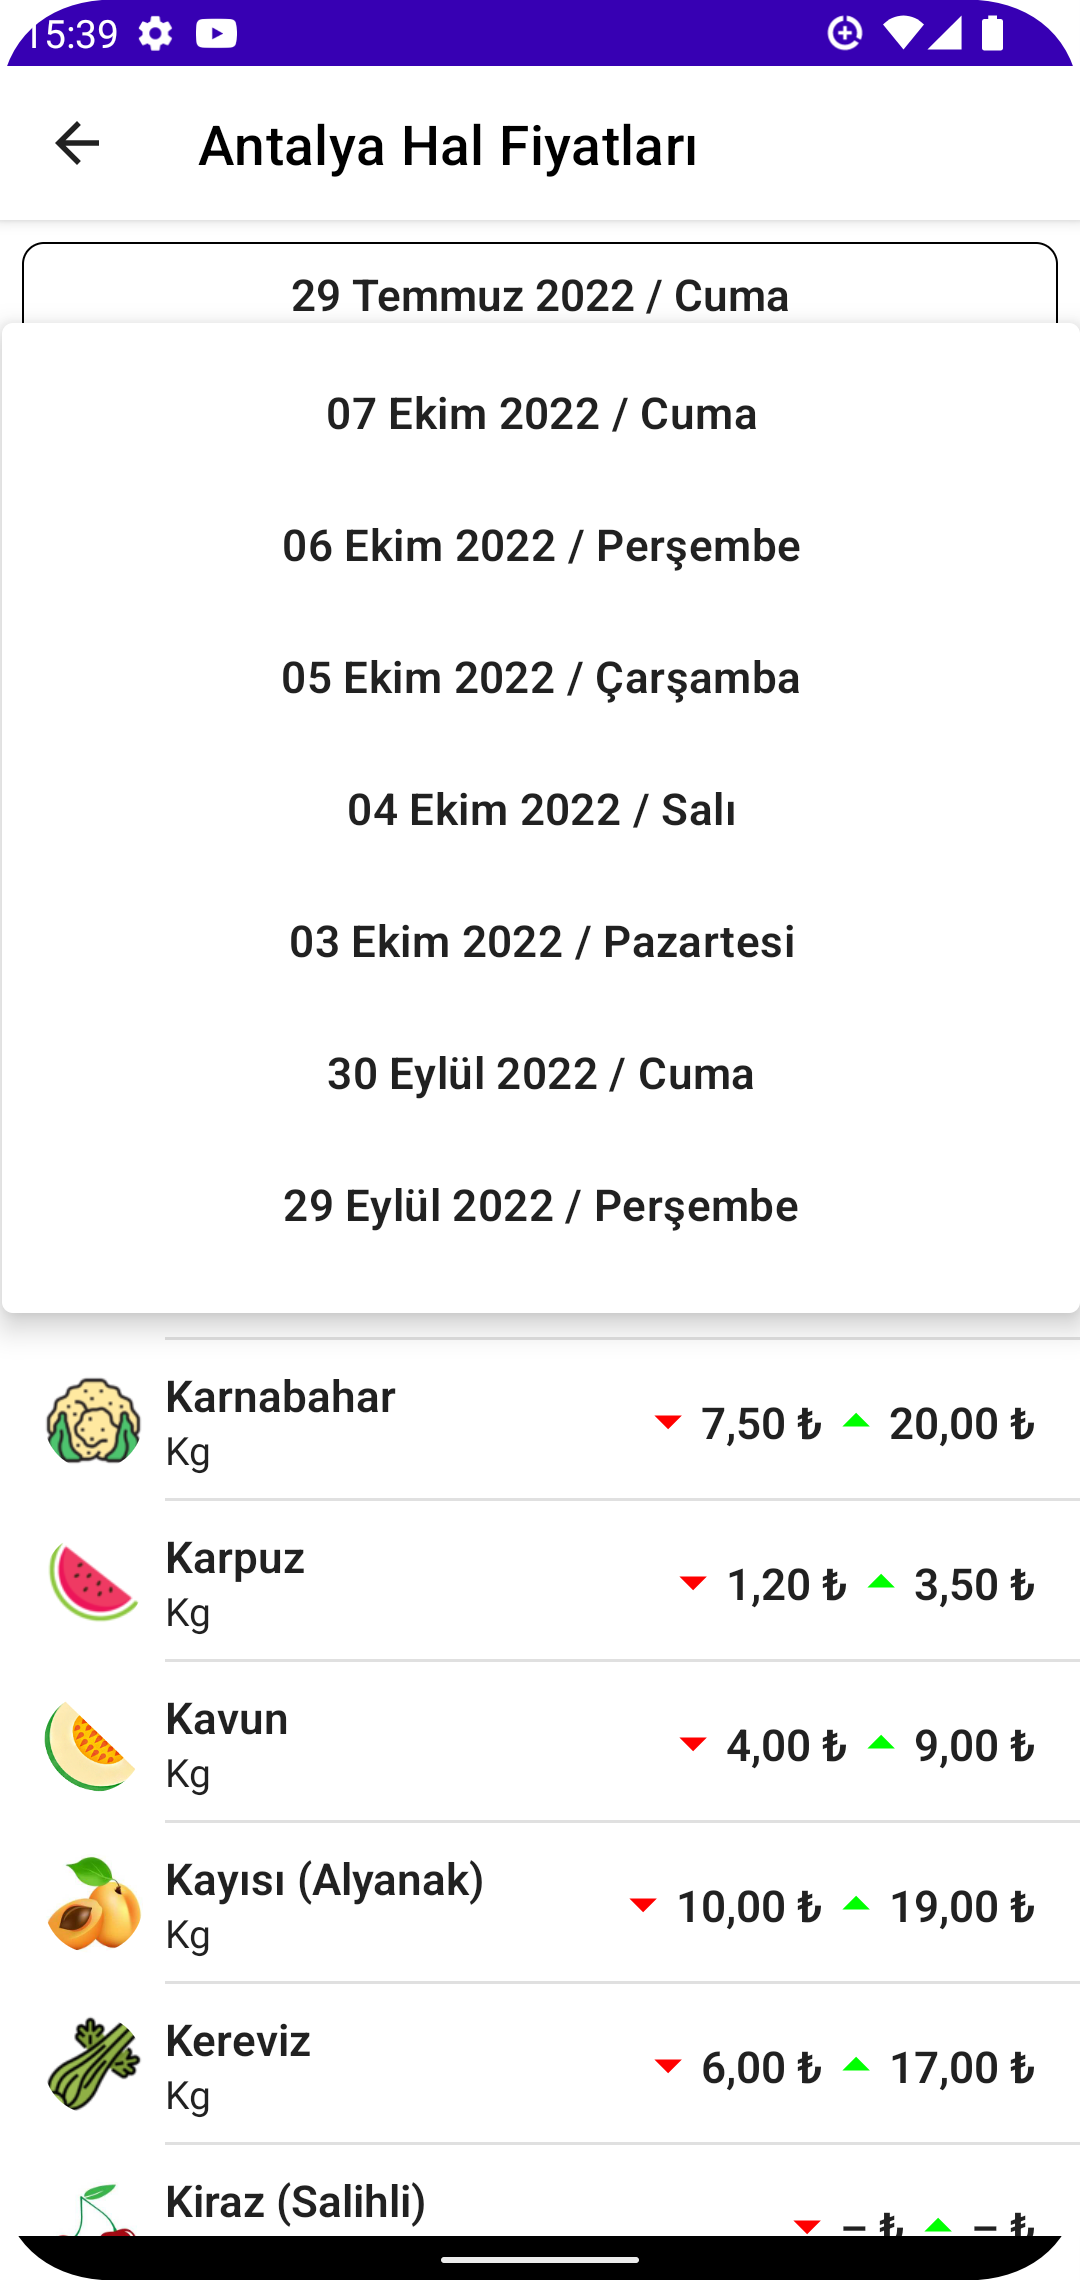 15:39
Antalya Hal Fiyatları
29 Temmuz 2022 / Cuma
07 Ekim 2022 / Cuma
06 Ekim 2022 / Perşembe
05 Ekim 2022 / Çarşamba
04 Ekim 2022 / Salı
03 Ekim 2022 / Pazartesi
30 Eylül 2022 / Cuma
29 Eylül 2022 / Perşembe
Karnabahar
Kg
7,50 ₺ 20,00 ₺
Karpuz
Kg
1,20 ₺ 3,50 ₺
Kavun
Kg
4,00 ₺ 9,00 ₺
Kayısı (Alyanak)
Kg
10,00 ₺ 19,00 ₺
Kereviz
Kg
6,00 ₺ 17,00 ₺
Kiraz (Salihli)
– ₺ – ₺